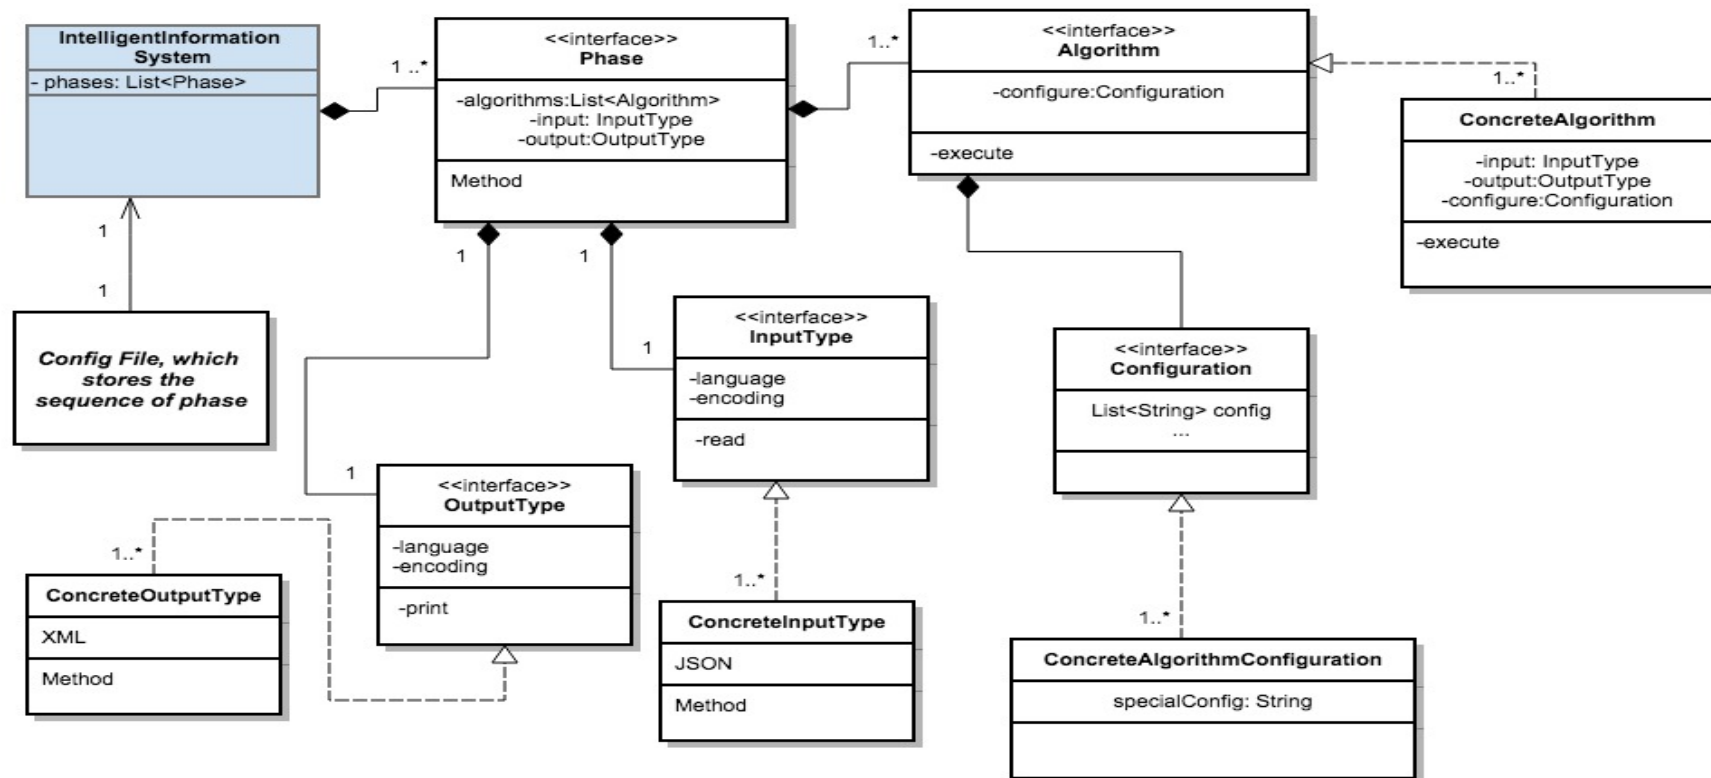 IntelligentInformation
System
- phases: List<Phase>
1 ..*
<<interface>>
Phase
-algorithms:List<Algorithm>
-input: InputType
-output:OutputType
Method
1..*
<<interface>>
Algorithm
-configure:Configuration
-execute
1..*
ConcreteAlgorithm
-input: InputType
-output:OutputType
-configure:Configuration
-execute
1
1
Config File, which
stores the
sequence of phase
1
1
1
1
<<interface>>
InputType
-language
-encoding
-read
<<interface>>
Configuration
List<String> config
...
<<interface>>
OutputType
-language
-encoding
-print
1..*
ConcreteOutputType
XML
Method
1..*
ConcreteInputType
JSON
Method
1..*
ConcreteAlgorithmConfiguration
specialConfig: String